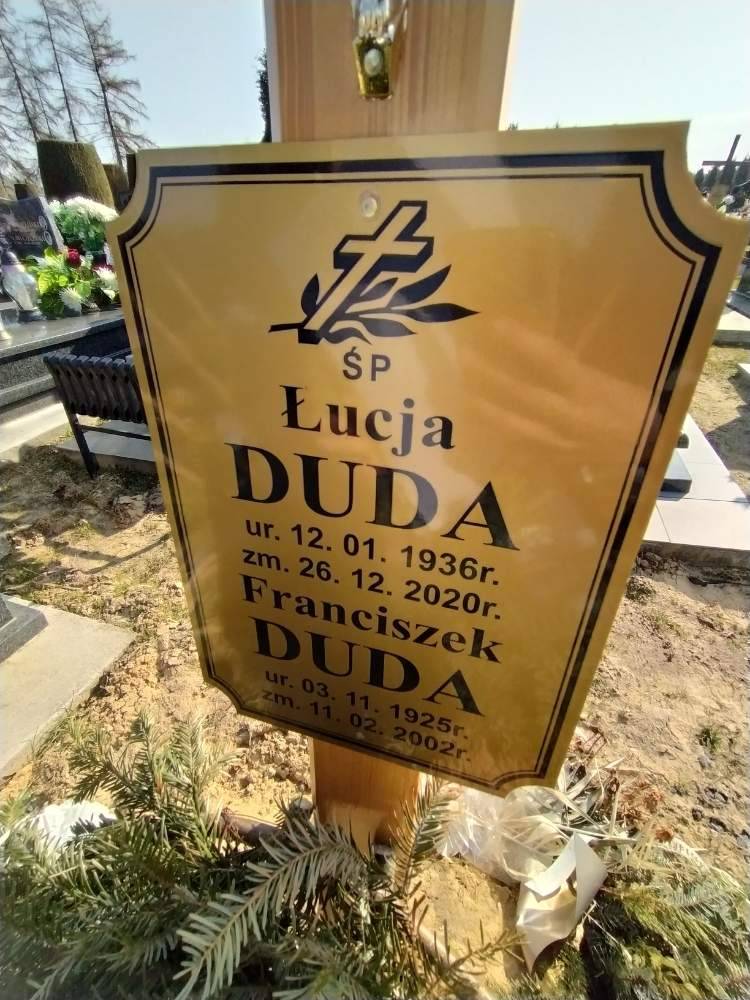 ŚP
Łucja
DUDA
ur. 12. 01. 1936r.
zm. 26. 12. 2020r.
Franciszek
DUDA
ur. 03. 11. 1925r.
zm. 11. 02. 2002r.